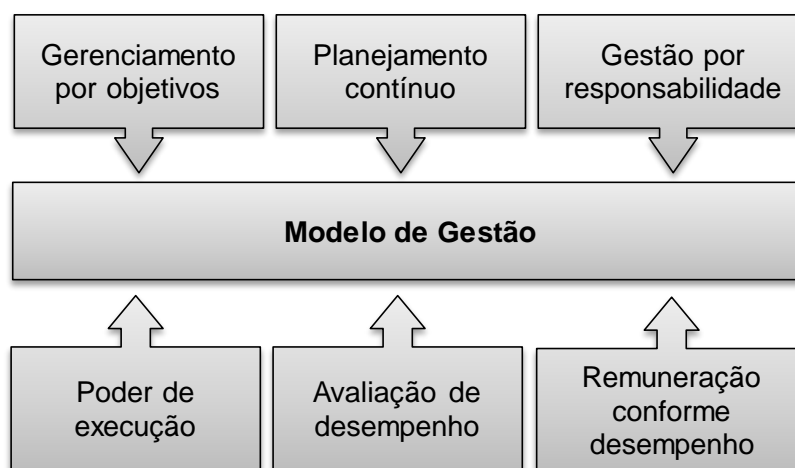 Gerenciamento
por objetivos
Planejamento
contínuo
Gestão por
responsabilidade
Modelo de Gestão
Poder de
execução
Avaliação de
desempenho
Remuneração
conforme
desempenho